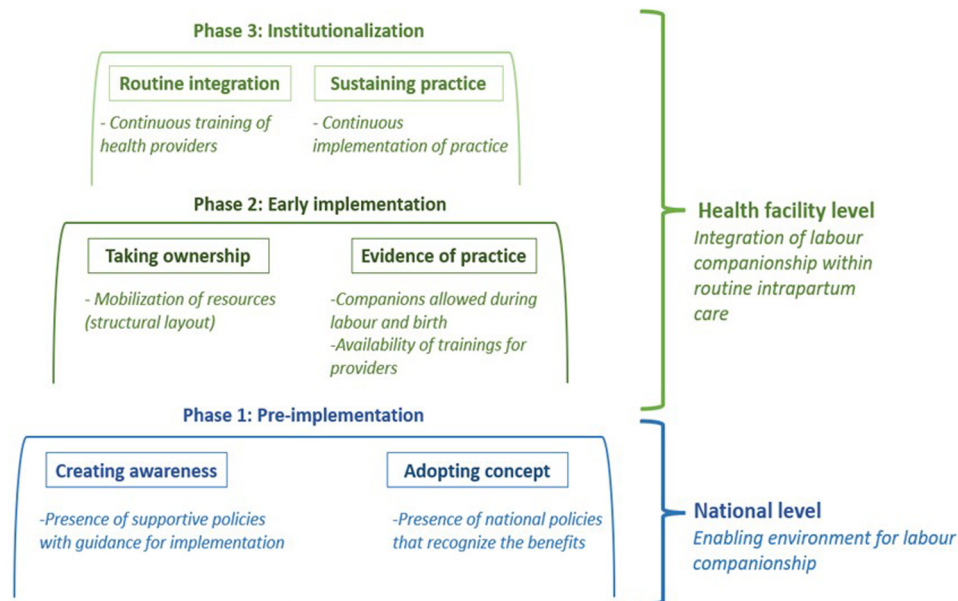 Phase 3: Institutionalization
Routine integration
- Continuous training of
health providers
Sustaining practice
- Continuous
implementation of practice
Phase 2: Early implementation
Taking ownership
- Mobilization of resources
(structural layout)
Evidence of practice
-Companions allowed during
labour and birth
-Availability of trainings for
providers
Health facility level
Integration of labour
companionship within
routine intrapartum
care
Phase 1: Pre-implementation
Creating awareness
-Presence of supportive policies
with guidance for implementation
Adopting concept
-Presence of national policies
that recognize the benefits
National level
Enabling environment for labour
companionship